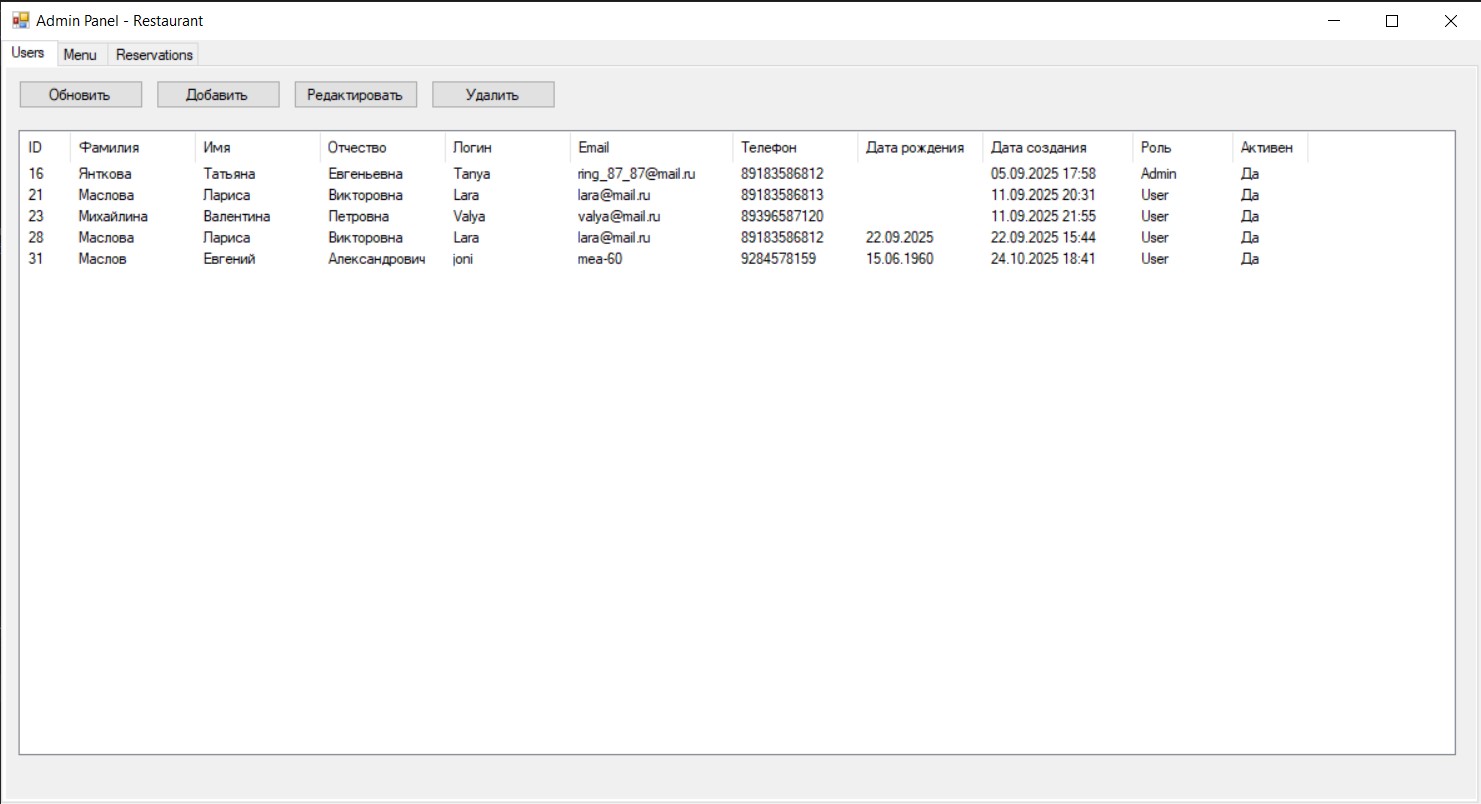 Admin Panel - Restaurant
Users Menu Reservations
Обновить Добавить Редактировать Удалить
ID Фамилия Имя Отчество Логин Email Телефон Дата рождения Дата создания Роль Активен
16 Янткова Татьяна Евгеньевна Tanya ring_87_87@mail.ru 89183586812 05.09.2025 17:58 Admin Да
21 Маслова Лариса Викторовна Lara lara@mail.ru 89183586813 11.09.2025 20:31 User Да
23 Михайлина Валентина Петровна Valya valya@mail.ru 89396587120 11.09.2025 21:55 User Да
28 Маслова Лариса Викторовна Lara lara@mail.ru 89183586812 22.09.2025 22.09.2025 15:44 User Да
31 Маслов Евгений Александрович joni mea-60 9284578159 15.06.1960 24.10.2025 18:41 User Да